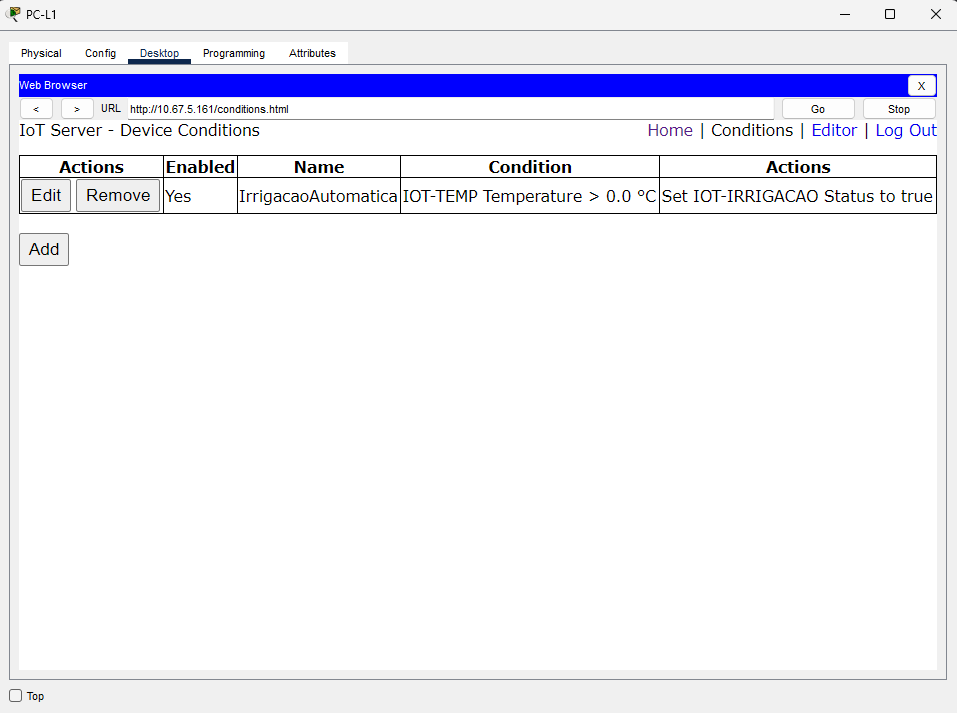 PC-L1
Physical Config Desktop Programming Attributes
Web Browser X
< > URL http://10.67.5.161/conditions.html Go Stop
IoT Server - Device Conditions Home | Conditions | Editor | Log Out
Actions Enabled Name Condition Actions
Edit Remove Yes IrrigacaoAutomatica IOT-TEMP Temperature > 0.0 °C Set IOT-IRRIGACAO Status to true
Add
Top